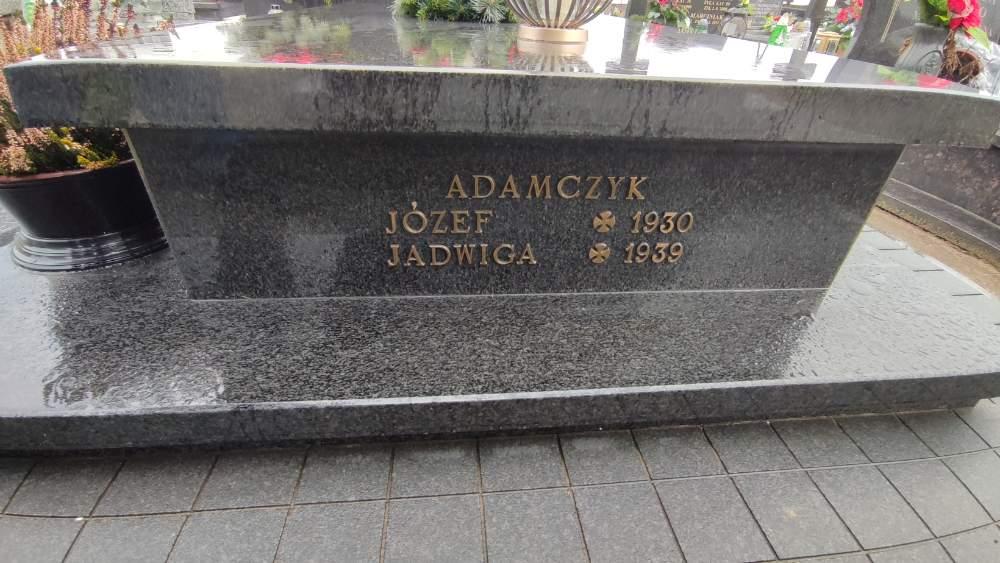 ADAMCZYK
JÓZEF ✠ 1930
JADWIGA ✠ 1939